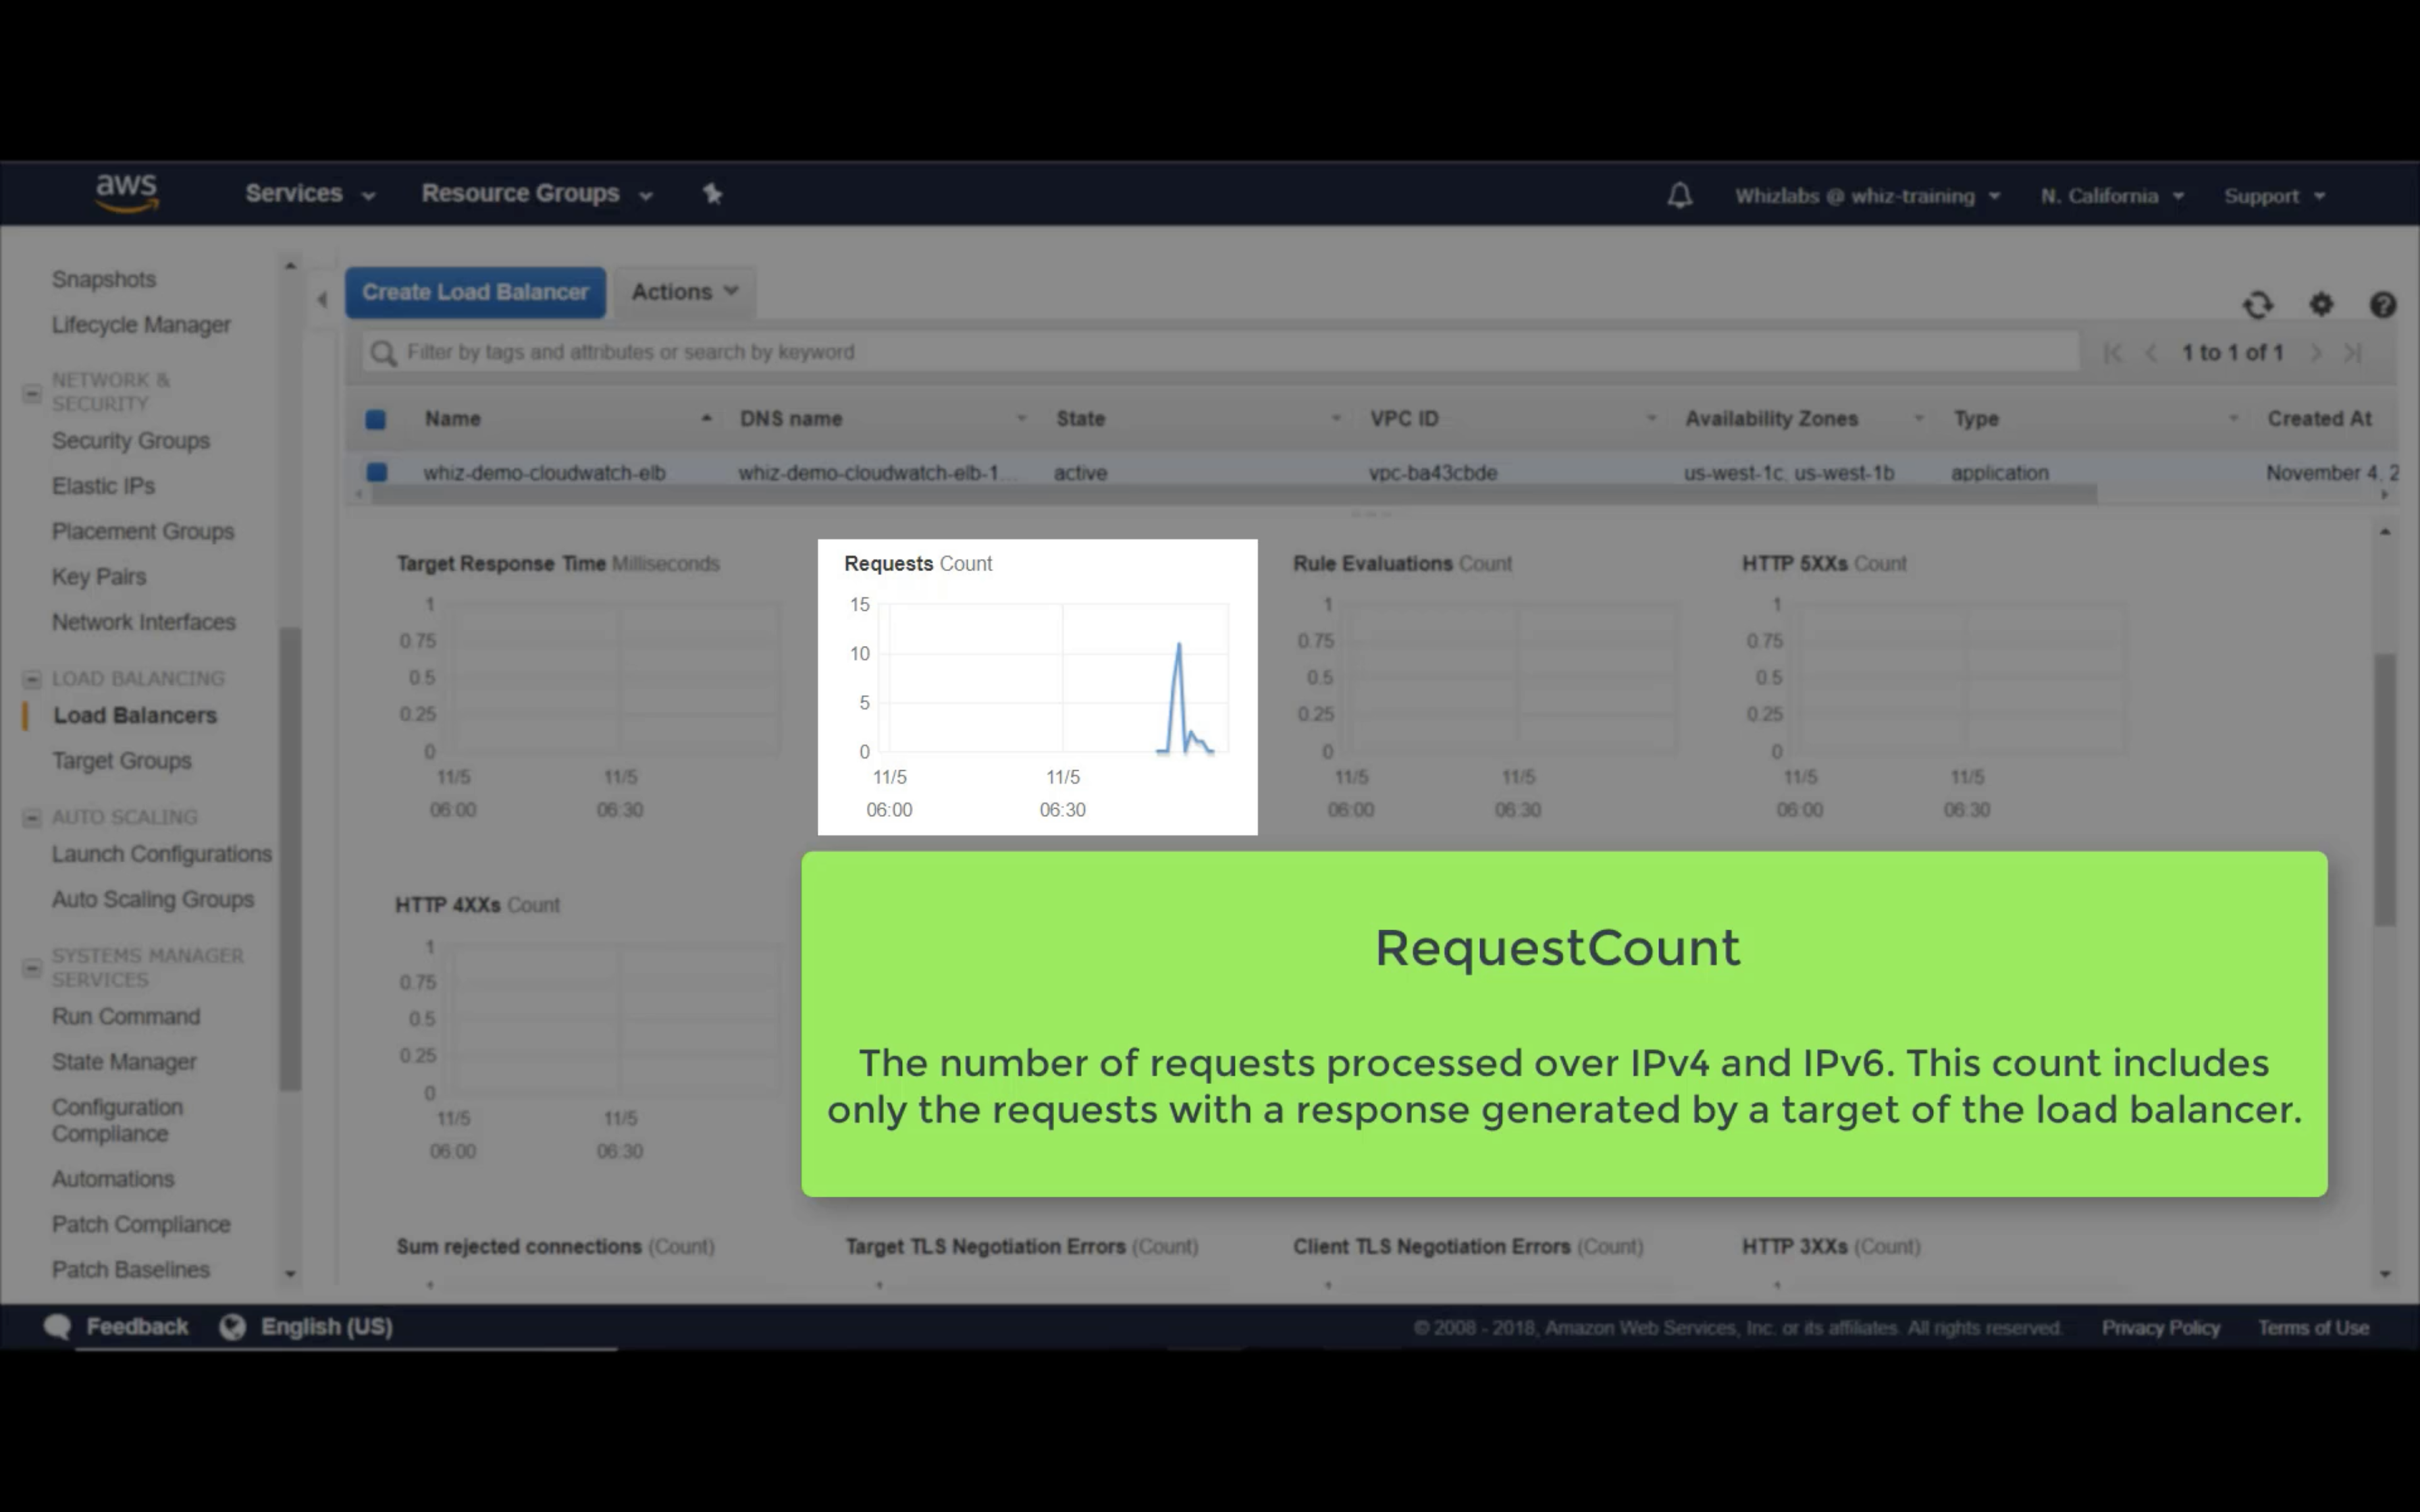 aws
Services
Resource Groups
Whizlabs @ whiz-training
N. California
Support
Snapshots
Lifecycle Manager
NETWORK &
SECURITY
Security Groups
Elastic IPs
Placement Groups
Key Pairs
Network Interfaces
LOAD BALANCING
Load Balancers
Target Groups
AUTO SCALING
Launch Configurations
Auto Scaling Groups
SYSTEMS MANAGER
SERVICES
Run Command
State Manager
Configuration
Compliance
Automations
Patch Compliance
Patch Baselines
Create Load Balancer
Actions
Filter by tags and attributes or search by keyword
1 to 1 of 1
Name DNS name State VPC ID Availability Zones Type Created At
whiz-demo-cloudwatch-elb whiz-demo-cloudwatch-elb-1... active vpc-ba43cbde us-west-1c, us-west-1b application November 4, 2
Target Response Time Milliseconds
1
0.75
0.5
0.25
0
11/5 11/5
06:00 06:30
Requests Count
15
10
5
0
11/5 11/5
06:00 06:30
Rule Evaluations Count
1
0.75
0.5
0.25
0
11/5 11/5
06:00 06:30
HTTP 5XXs Count
1
0.75
0.5
0.25
0
11/5 11/5
06:00 06:30
HTTP 4XXs Count
1
0.75
0.5
0.25
0
11/5 11/5
06:00 06:30
RequestCount
The number of requests processed over IPv4 and IPv6. This count includes
only the requests with a response generated by a target of the load balancer.
Sum rejected connections (Count)
Target TLS Negotiation Errors (Count)
Client TLS Negotiation Errors (Count)
HTTP 3XXs (Count)
Feedback
English (US)
© 2008 - 2018, Amazon Web Services, Inc. or its affiliates. All rights reserved.
Privacy Policy
Terms of Use